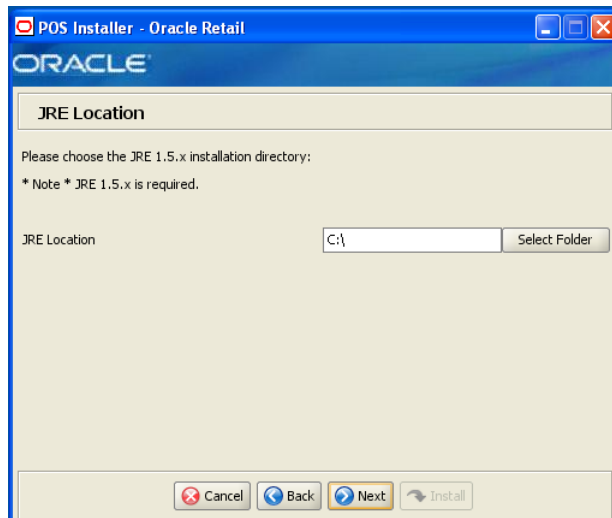 POS Installer - Oracle Retail
ORACLE
JRE Location
Please choose the JRE 1.5.x installation directory:
* Note * JRE 1.5.x is required.
JRE Location C:\ Select Folder
Cancel Back Next Install